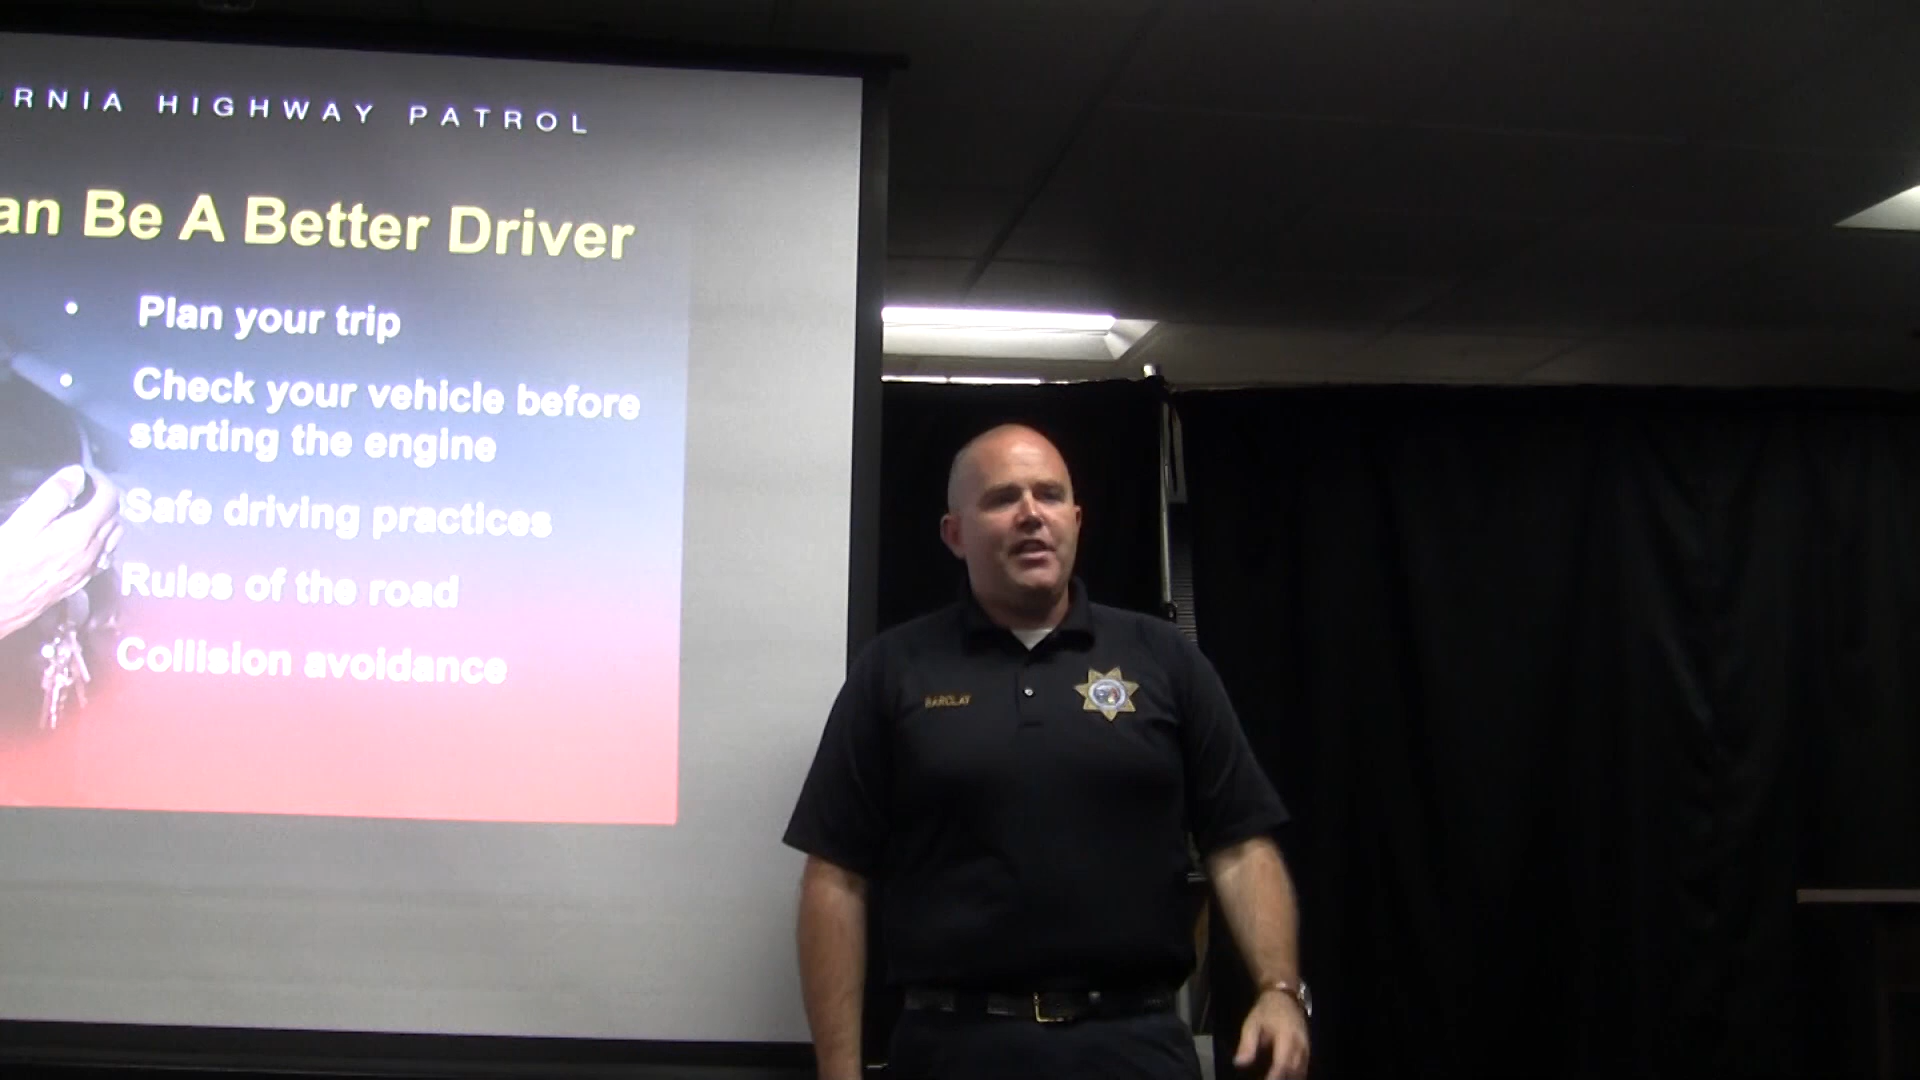 RNIA HIGHWAY PATROL
an Be A Better Driver
• Plan your trip
• Check your vehicle before
starting the engine
Safe driving practices
Rules of the road
• Collision avoidance
BARCLAY